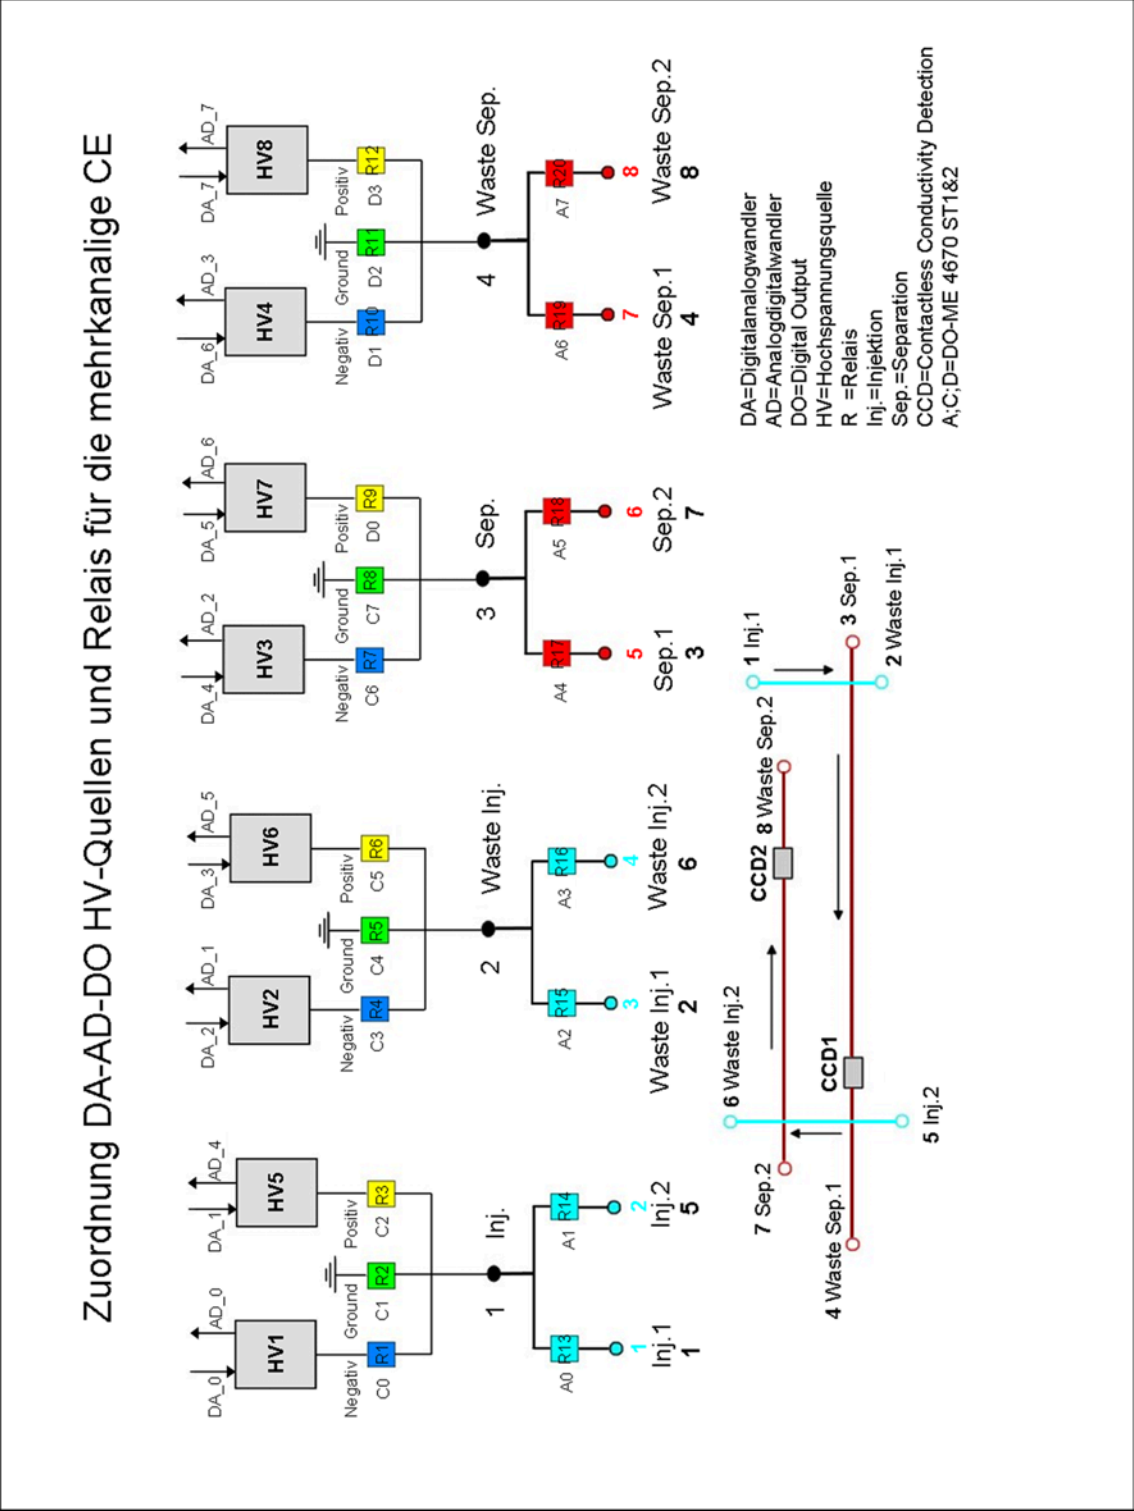 Zuordnung DA-AD-DO HV-Quellen und Relais für die mehrkanalige CE
DA_0
AD_0
HV1
DA_1
AD_4
HV5
Negativ
R1
C0
Ground
R2
C1
Positiv
R3
C2
1
Inj.
A0
R13
1
Inj.1
1
A1
R14
2
Inj.2
5
DA_2
AD_1
HV2
DA_3
AD_5
HV6
Negativ
R4
C3
Ground
R5
C4
Positiv
R6
C5
2
Waste Inj.
A2
R15
3
Waste Inj.1
2
A3
R16
4
Waste Inj.2
6
DA_4
AD_2
HV3
DA_5
AD_6
HV7
Negativ
R7
C6
Ground
R8
C7
Positiv
R9
D0
3
Sep.
A4
R17
5
Sep.1
3
A5
R18
6
Sep.2
7
DA_6
AD_3
HV4
DA_7
AD_7
HV8
Negativ
R10
D1
Ground
R11
D2
Positiv
R12
D3
4
Waste Sep.
A6
R19
7
Waste Sep.1
4
A7
R20
8
Waste Sep.2
8
6 Waste Inj.2
CCD2
8 Waste Sep.2
1 Inj.1
7 Sep.2
4 Waste Sep.1
CCD1
3 Sep.1
5 Inj.2
2 Waste Inj.1
DA=Digitalanalogwandler
AD=Analogdigitalwandler
DO=Digital Output
HV=Hochspannungsquelle
R =Relais
Inj.=Injektion
Sep.=Separation
CCD=Contactless Conductivity Detection
A;C;D=DO-ME 4670 ST1&2